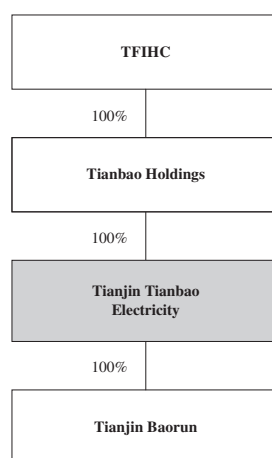 TFIHC
100%
Tianbao Holdings
100%
Tianjin Tianbao
Electricity
100%
Tianjin Baorun